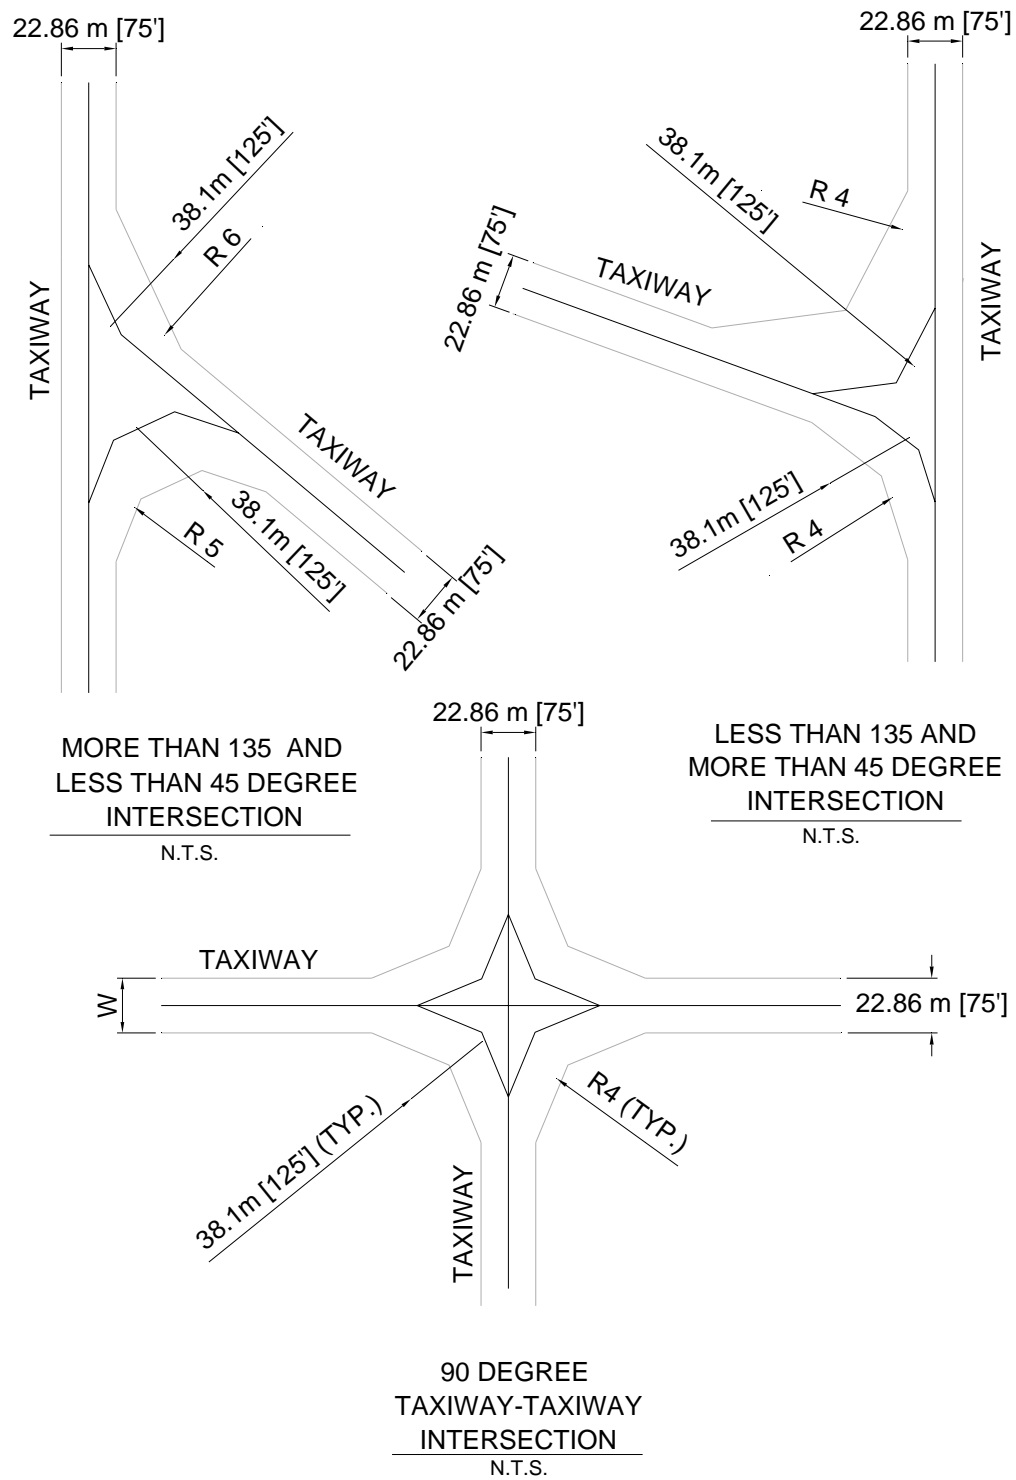 22.86 m [75']
38.1m [125']
R 6
TAXIWAY
TAXIWAY
38.1m [125']
R 5
22.86 m [75']
MORE THAN 135 AND
LESS THAN 45 DEGREE
INTERSECTION
N.T.S.
22.86 m [75']
38.1m [125']
R 4
22.86 m [75']
TAXIWAY
TAXIWAY
38.1m [125']
R 4
LESS THAN 135 AND
MORE THAN 45 DEGREE
INTERSECTION
N.T.S.
22.86 m [75']
TAXIWAY
W
22.86 m [75']
38.1m [125'] (TYP.)
R4 (TYP.)
TAXIWAY
90 DEGREE
TAXIWAY-TAXIWAY
INTERSECTION
N.T.S.